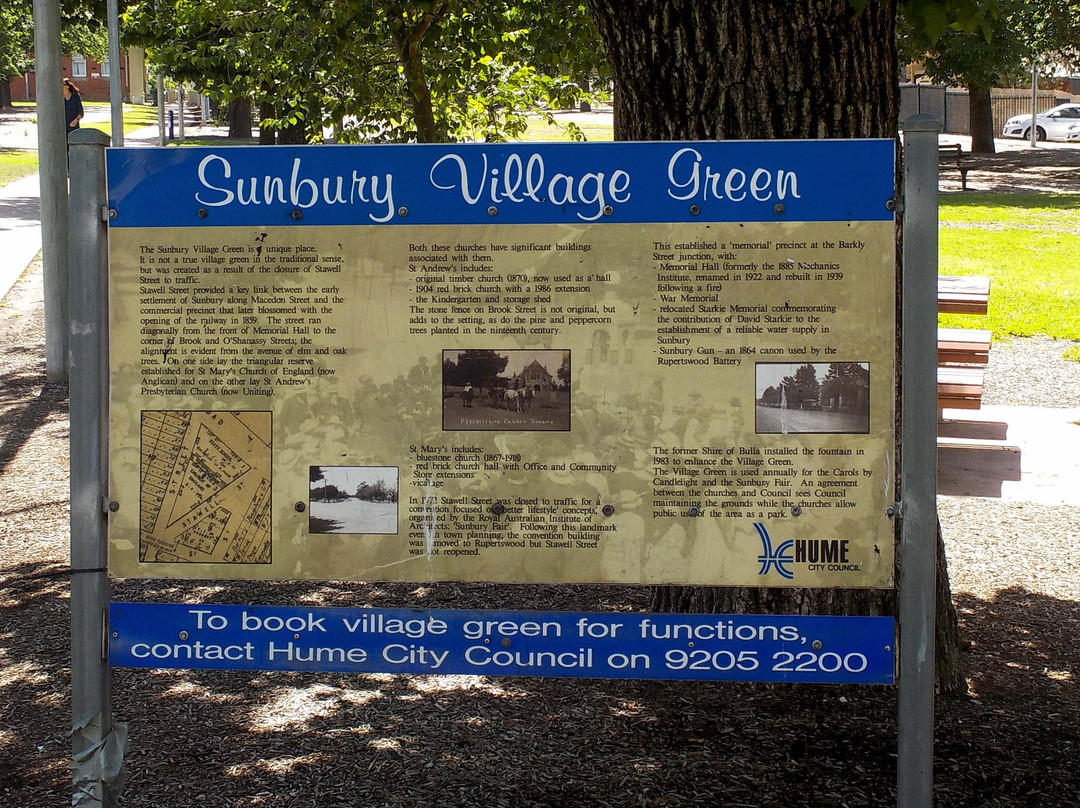 Sunbury Village Green
The Sunbury Village Green is a unique place.
It is not a true village green in the traditional sense,
but was created as a result of the closure of Stawell
Street to traffic.
Stawell Street provided a key link between the early
settlement of Sunbury along Macedon Street and the
commercial precinct that later blossomed with the
opening of the railway in 1859. The street ran
diagonally from the front of Memorial Hall to the
corner of Brook and O'Shanassy Streets; the
alignment is evident from the avenue of elm and oak
trees. On one side lay the triangular reserve
established for St Mary's Church of England (now
Anglican) and on the other lay St Andrew's
Presbyterian Church (now Uniting).
Both these churches have significant buildings
associated with them.
St Andrew's includes:
- original timber church (1870), now used as a hall
- 1904 red brick church with a 1986 extension
- the Kindergarten and storage shed
The stone fence on Brook Street is not original, but
adds to the setting, as do the pine and peppercorn
trees planted in the nineteenth century.
PRESBYTERIAN CHURCH SUNBURY
St Mary's includes:
- bluestone church (1867-1918)
- red brick church hall with Office and Community
Store extensions
- vicarage
In 1972 Stawell Street was closed to traffic for a
convention focused on 'better lifestyle' concepts,
organised by the Royal Australian Institute of
Architects: 'Sunbury Fair'. Following this landmark
event in town planning, the convention building
was moved to Rupertswood but Stawell Street
was not reopened.
This established a 'memorial' precinct at the Barkly
Street junction, with:
- Memorial Hall (formerly the 1885 Mechanics
Institute, renamed in 1922 and rebuilt in 1939
following a fire)
- War Memorial
- relocated Starkie Memorial commemorating
the contribution of David Starkie to the
establishment of a reliable water supply in
Sunbury
- Sunbury Gun - an 1864 canon used by the
Rupertswood Battery
The former Shire of Bulla installed the fountain in
1983 to enhance the Village Green.
The Village Green is used annually for the Carols by
Candlelight and the Sunbury Fair. An agreement
between the churches and Council sees Council
maintaining the grounds while the churches allow
public use of the area as a park.
HUME
CITY COUNCIL
To book village green for functions,
contact Hume City Council on 9205 2200